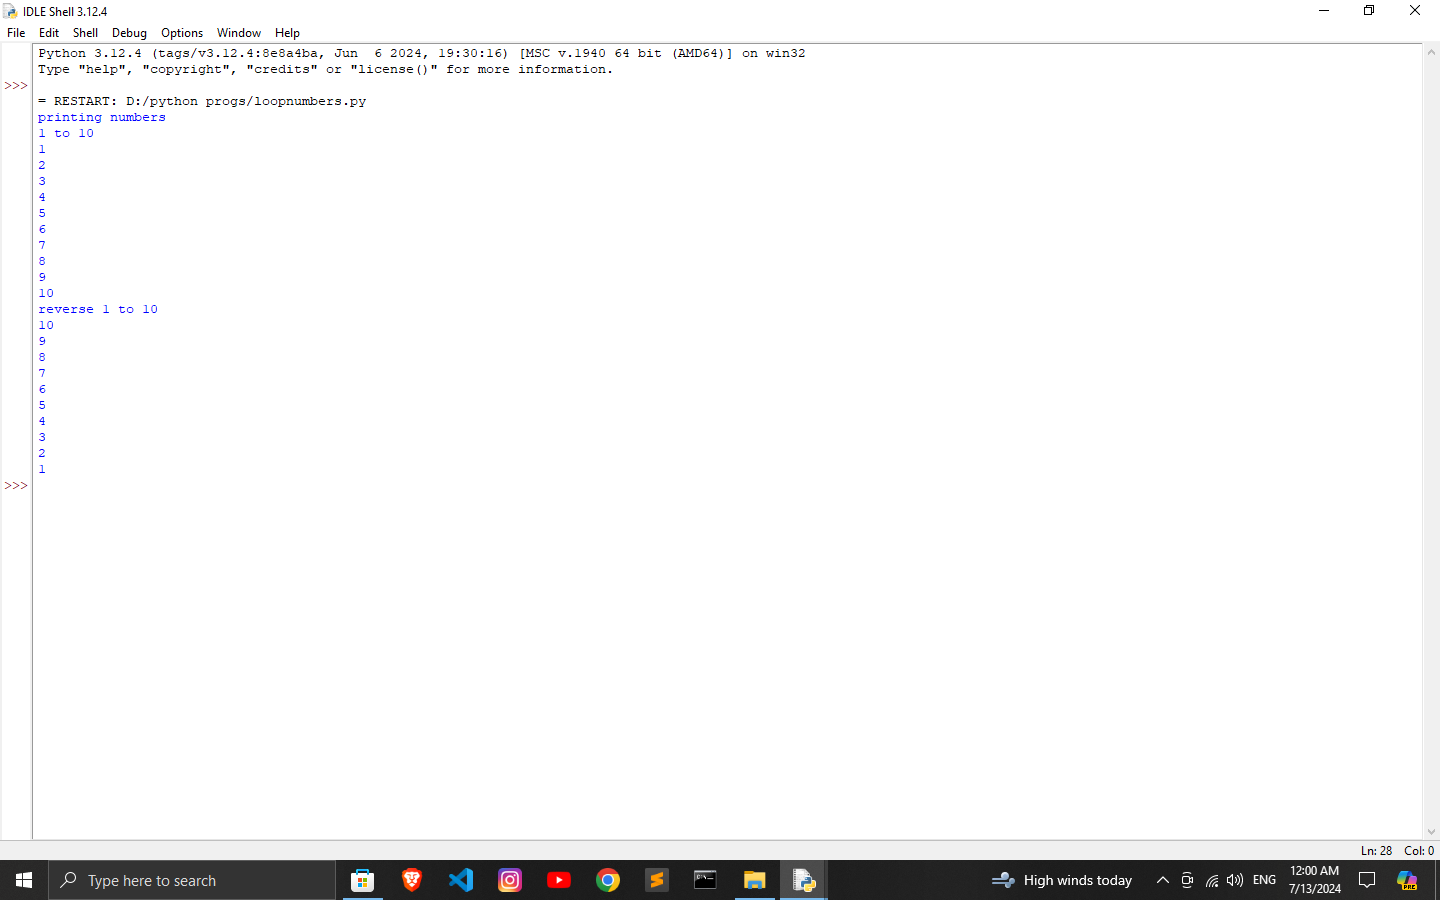 IDLE Shell 3.12.4
File Edit Shell Debug Options Window Help
Python 3.12.4 (tags/v3.12.4:8e8a4ba, Jun  6 2024, 19:30:16) [MSC v.1940 64 bit (AMD64)] on win32
Type "help", "copyright", "credits" or "license()" for more information.
>>>
= RESTART: D:/python progs/loopnumbers.py
printing numbers
1 to 10
1
2
3
4
5
6
7
8
9
10
reverse 1 to 10
10
9
8
7
6
5
4
3
2
1
>>>
Ln: 28 Col: 0
Type here to search
High winds today
ENG
12:00 AM
7/13/2024
PRE